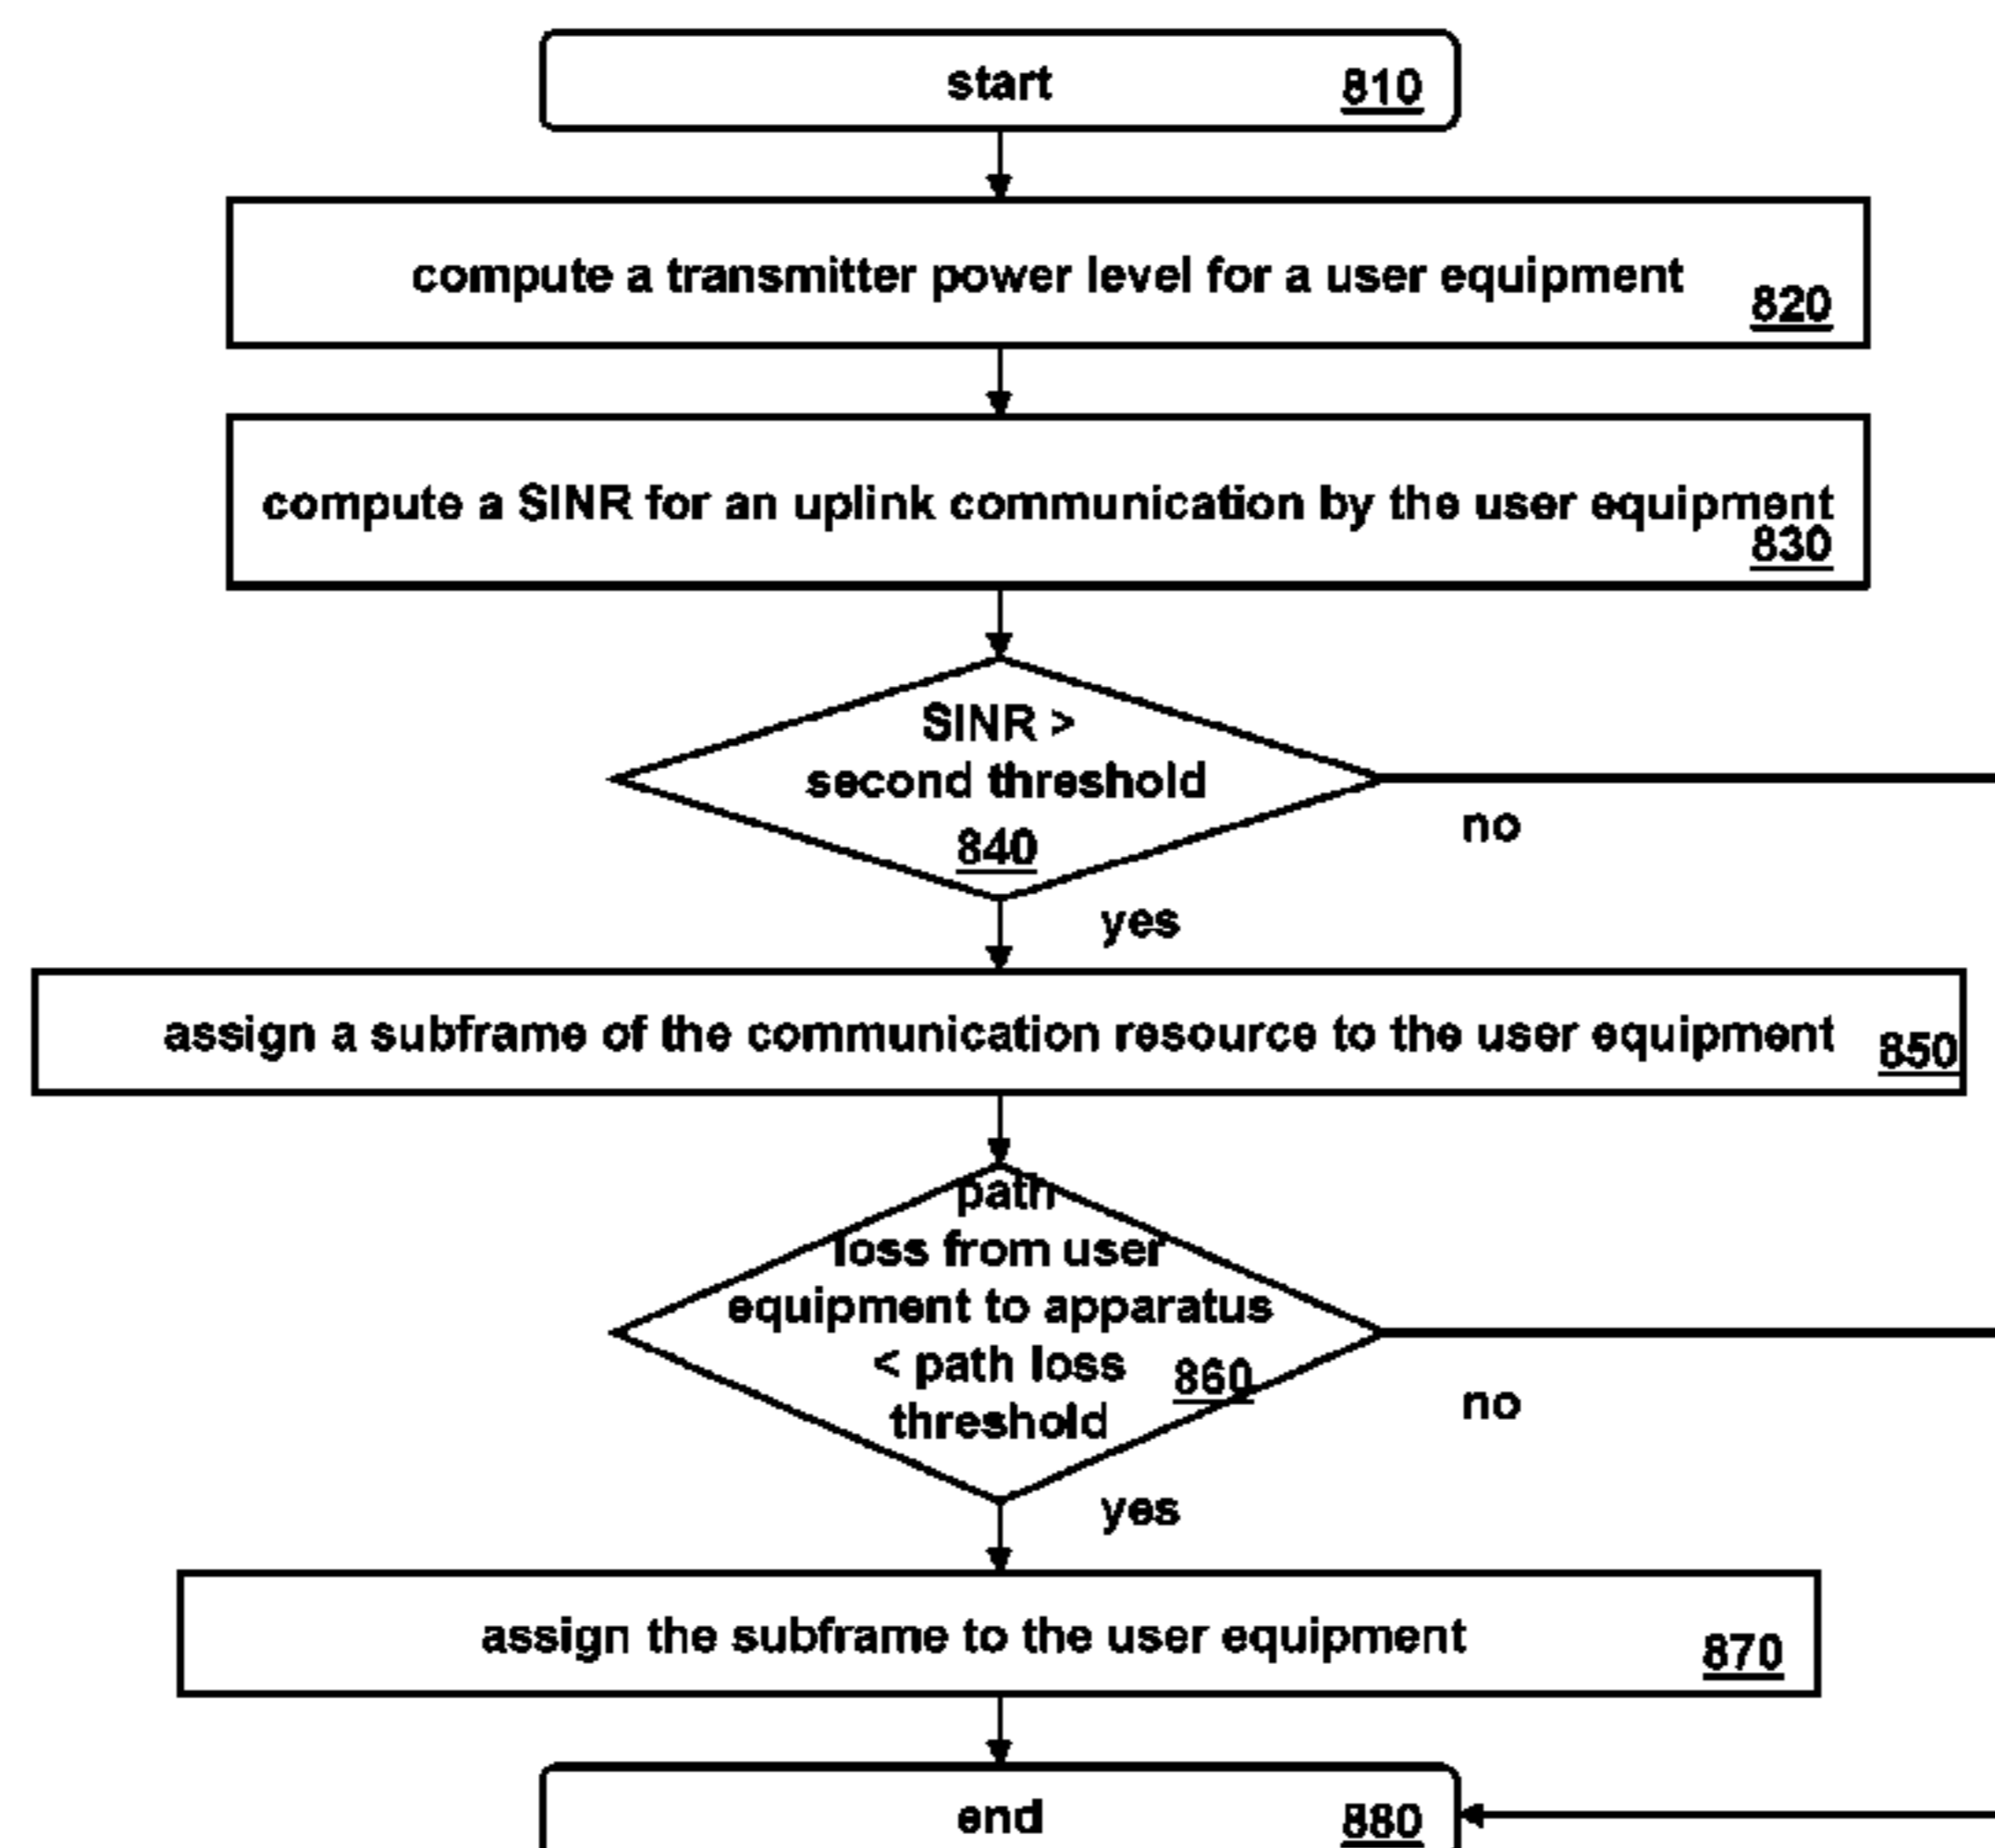 start 810
compute a transmitter power level for a user equipment
820
compute a SINR for an uplink communication by the user equipment
830
SINR >
second threshold
840
no
yes
assign a subframe of the communication resource to the user equipment 850
path
loss from user
equipment to apparatus
< path loss 860
threshold
no
yes
assign the subframe to the user equipment 870
end 880